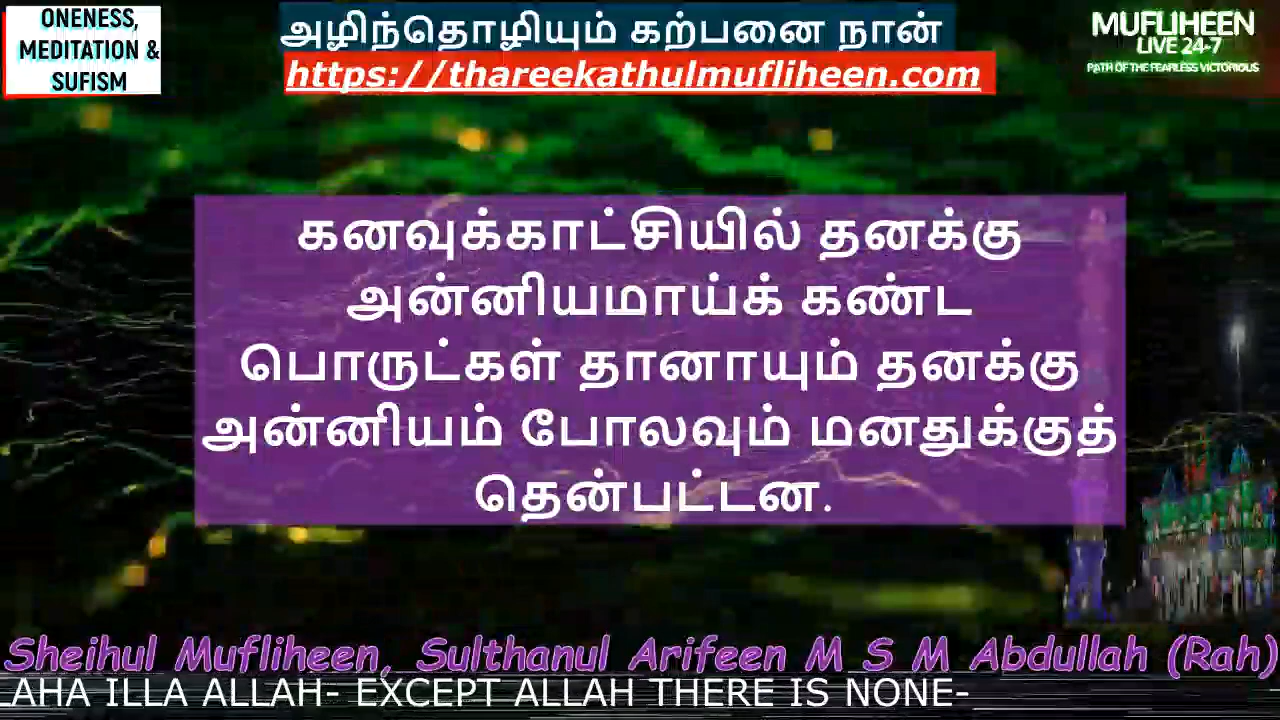 ONENESS,
MEDITATION &
SUFISM
அழிந்தொழியும் கற்பனை நான்
https://thareekathulmufliheen.com
MUFLIHEEN
LIVE 24-7
PATH OF THE FEARLESS VICTORIOUS
கனவுக்காட்சியில் தனக்கு
அன்னியமாய்க் கண்ட
பொருட்கள் தானாயும் தனக்கு
அன்னியம் போலவும் மனதுக்குத்
தென்பட்டன.
Sheihul Mufliheen, Sulthanul Arifeen M S M Abdullah (Rah)
AHA ILLA ALLAH- EXCEPT ALLAH THERE IS NONE-